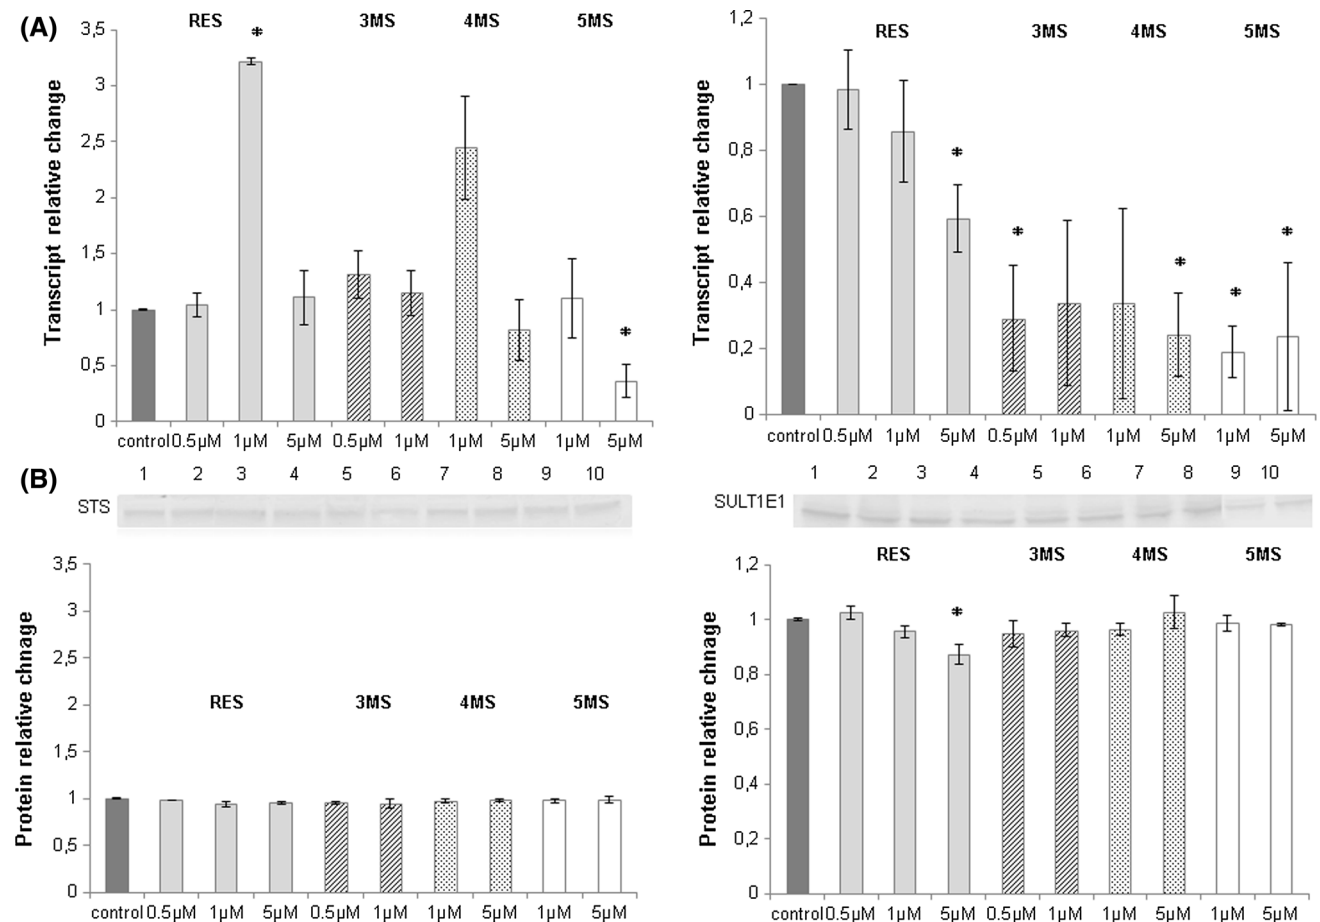 (A)
RES 3MS 4MS 5MS
Transcript relative change
3,5
3
2,5
2
1,5
1
0,5
0
*
*
control 0.5µM 1µM 5µM 0.5µM 1µM 1µM 5µM 1µM 5µM
RES 3MS 4MS 5MS
Transcript relative change
1,2
1
0,8
0,6
0,4
0,2
0
* * * * *
control 0.5µM 1µM 5µM 0.5µM 1µM 1µM 5µM 1µM 5µM
(B)
1 2 3 4 5 6 7 8 9 10
STS
Protein relative chnage
3,5
3
2,5
2
1,5
1
0,5
0
RES 3MS 4MS 5MS
control 0.5µM 1µM 5µM 0.5µM 1µM 1µM 5µM 1µM 5µM
1 2 3 4 5 6 7 8 9 10
SULT1E1
RES 3MS 4MS 5MS
Protein relative chnage
1,2
1
0,8
0,6
0,4
0,2
0
*
control 0.5µM 1µM 5µM 0.5µM 1µM 1µM 5µM 1µM 5µM